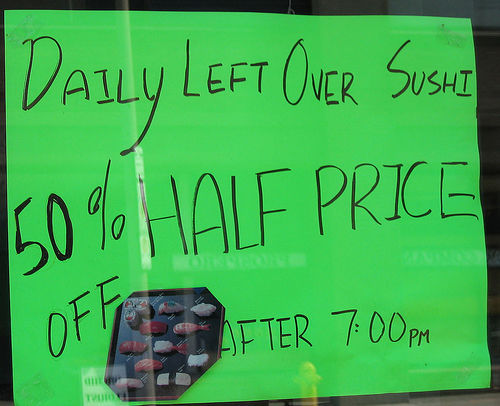 DAILY LEFT OVER SUSHI
50% HALF PRICE
OFF AFTER 7:00PM